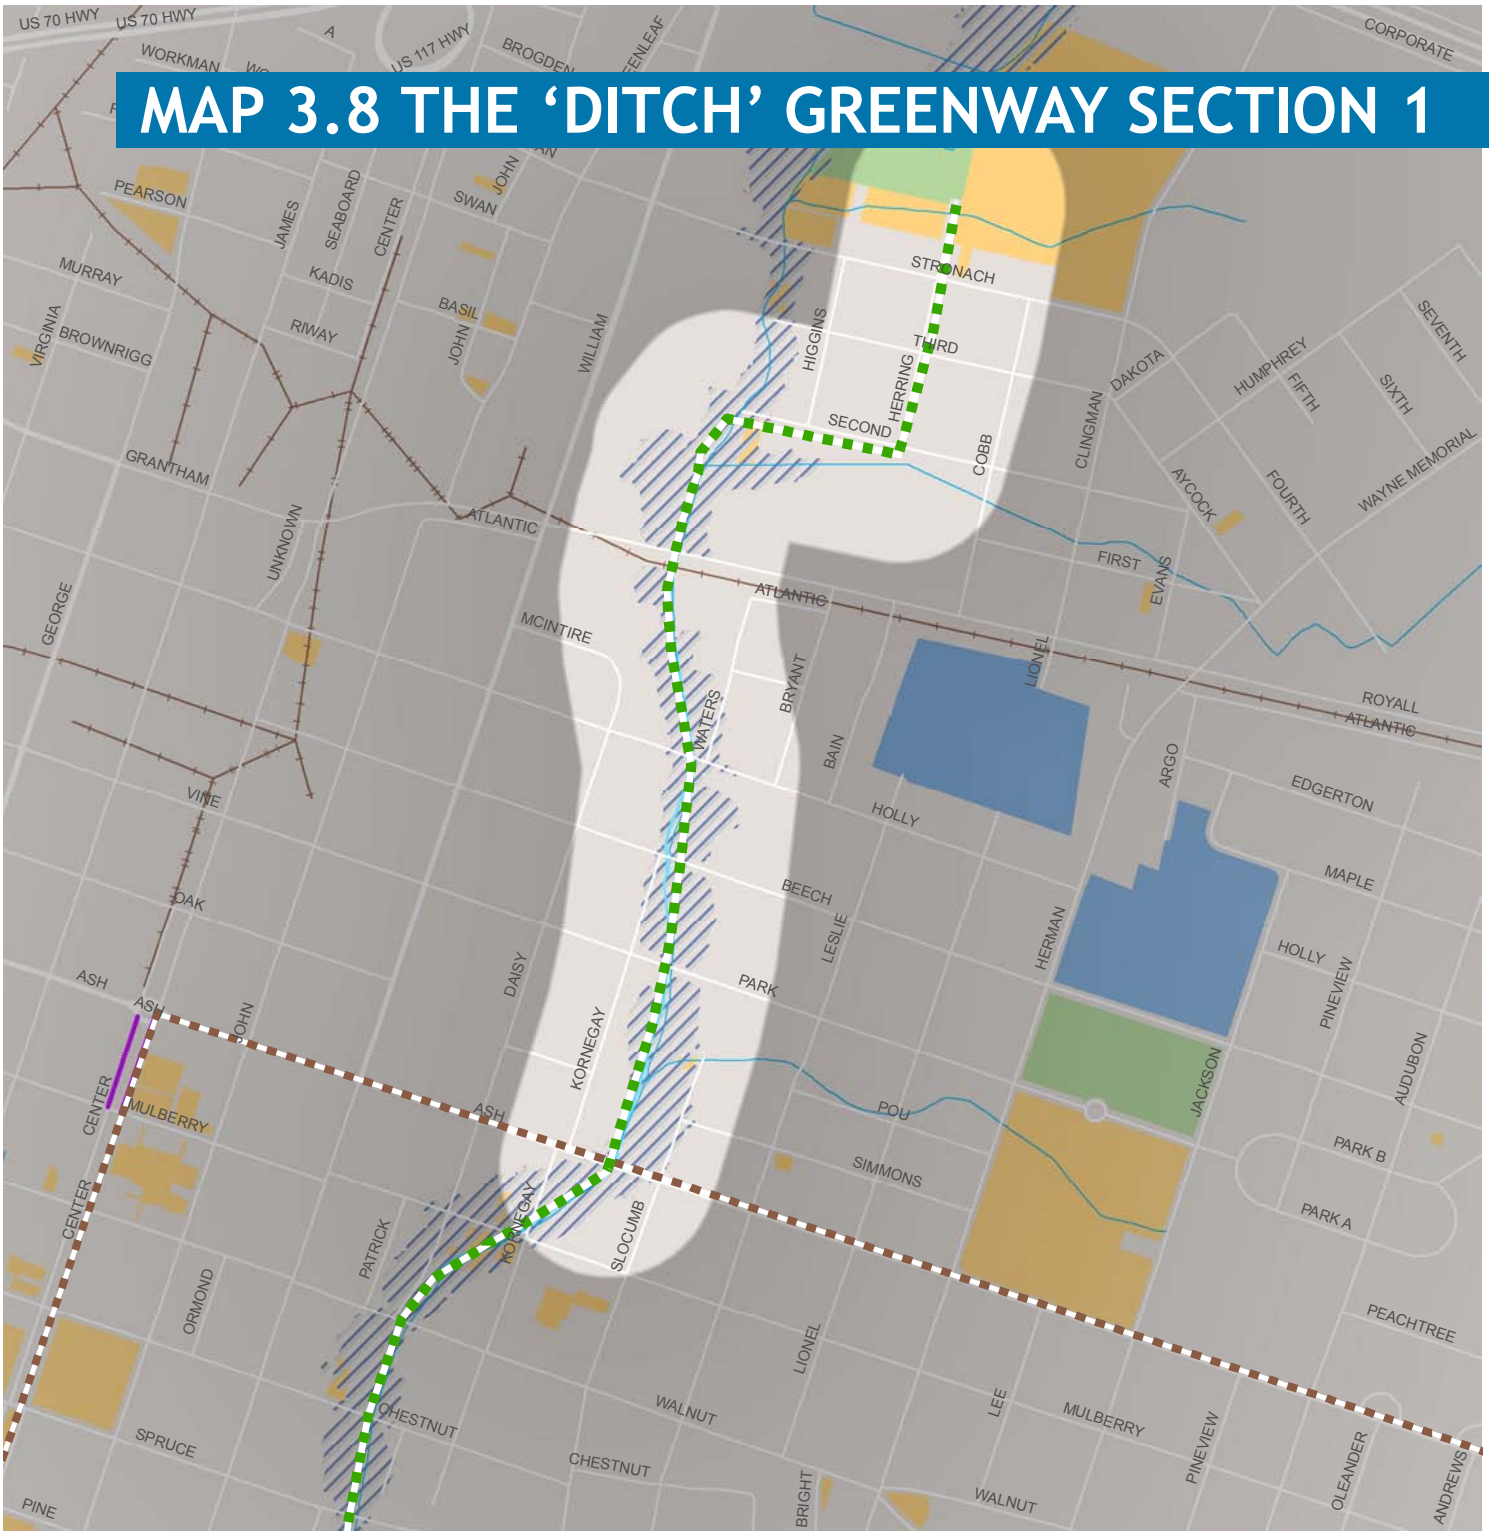 US 70 HWY
US 70 HWY
A
US 117 HWY
BROGDEN
CORPORATE
WORKMAN
MAP 3.8 THE ‘DITCH’ GREENWAY SECTION 1
PEARSON
JAMES
SEABOARD
CENTER
JOHN
SWAN
MURRAY
KADIS
STRONACH
VIRGINIA
BROWNRIGG
RIWAY
BASIL
JOHN
WILLIAM
HIGGINS
THIRD
HERRING
DAKOTA
HUMPHREY
SEVENTH
FIFTH
SIXTH
SECOND
COBB
CLINGMAN
GRANTHAM
AYCOCK
FOURTH
WAYNE MEMORIAL
UNKNOWN
ATLANTIC
FIRST
EVANS
GEORGE
MCINTIRE
ATLANTIC
LIONEL
BRYANT
WATERS
ROYALL
ATLANTIC
BAIN
ARGO
VINE
HOLLY
EDGERTON
OAK
BEECH
MAPLE
LESLIE
HERMAN
HOLLY
PINEVIEW
ASH
ASH
JOHN
DAISY
PARK
KORNEGAY
CENTER
MULBERRY
ASH
POU
JACKSON
AUDUBON
PARK B
SIMMONS
CENTER
PATRICK
KORNEGAY
SLOCUMB
PARK A
ORMOND
LIONEL
PEACHTREE
SPRUCE
CHESTNUT
WALNUT
LEE
MULBERRY
PINEVIEW
OLEANDER
ANDREWS
CHESTNUT
BRIGHT
WALNUT
PINE